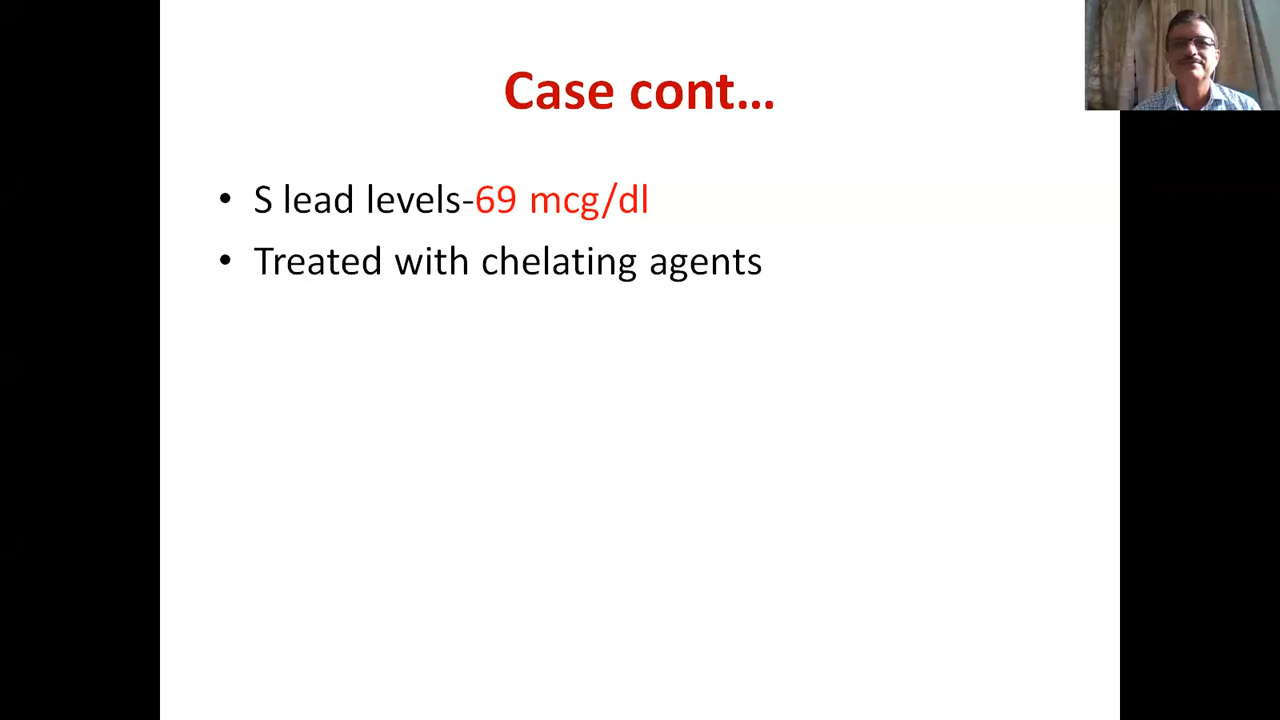 Case cont...
• S lead levels-69 mcg/dl
• Treated with chelating agents